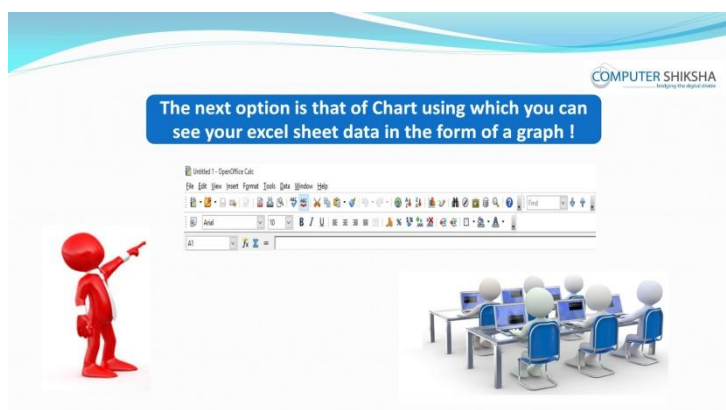 COMPUTER SHIKSHA
bridging the digital divide
The next option is that of Chart using which you can
see your excel sheet data in the form of a graph !
Untitled 1 - OpenOffice Calc
File Edit View Insert Format Tools Data Window Help
Find
Arial 10 B I U
A1